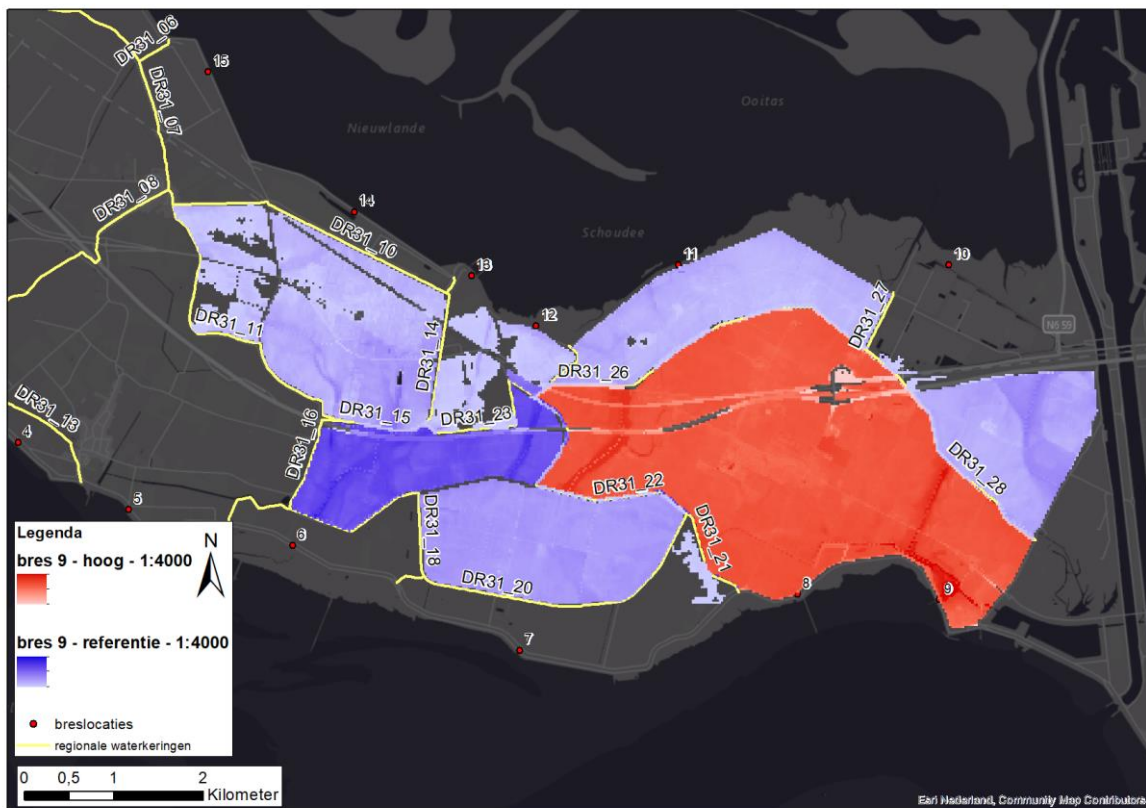 DR31_06
15
DR31_07
Ooitas
Nieuwlande
DR31_08
14
DR31_10
Schoudee
13
11
10
DR31_11
DR31_14
12
DR31_27
N659
DR31_26
DR31_13
4
DR31_16
DR31_15
DR31_23
DR31_22
DR31_28
5
6
DR31_18
DR31_21
DR31_20
8
9
7
Legenda
bres 9 - hoog - 1:4000
N
bres 9 - referentie - 1:4000
breslocaties
regionale waterkeringen
0 0,5 1 2
Kilometer
Esri Nederland, Community Map Contributors